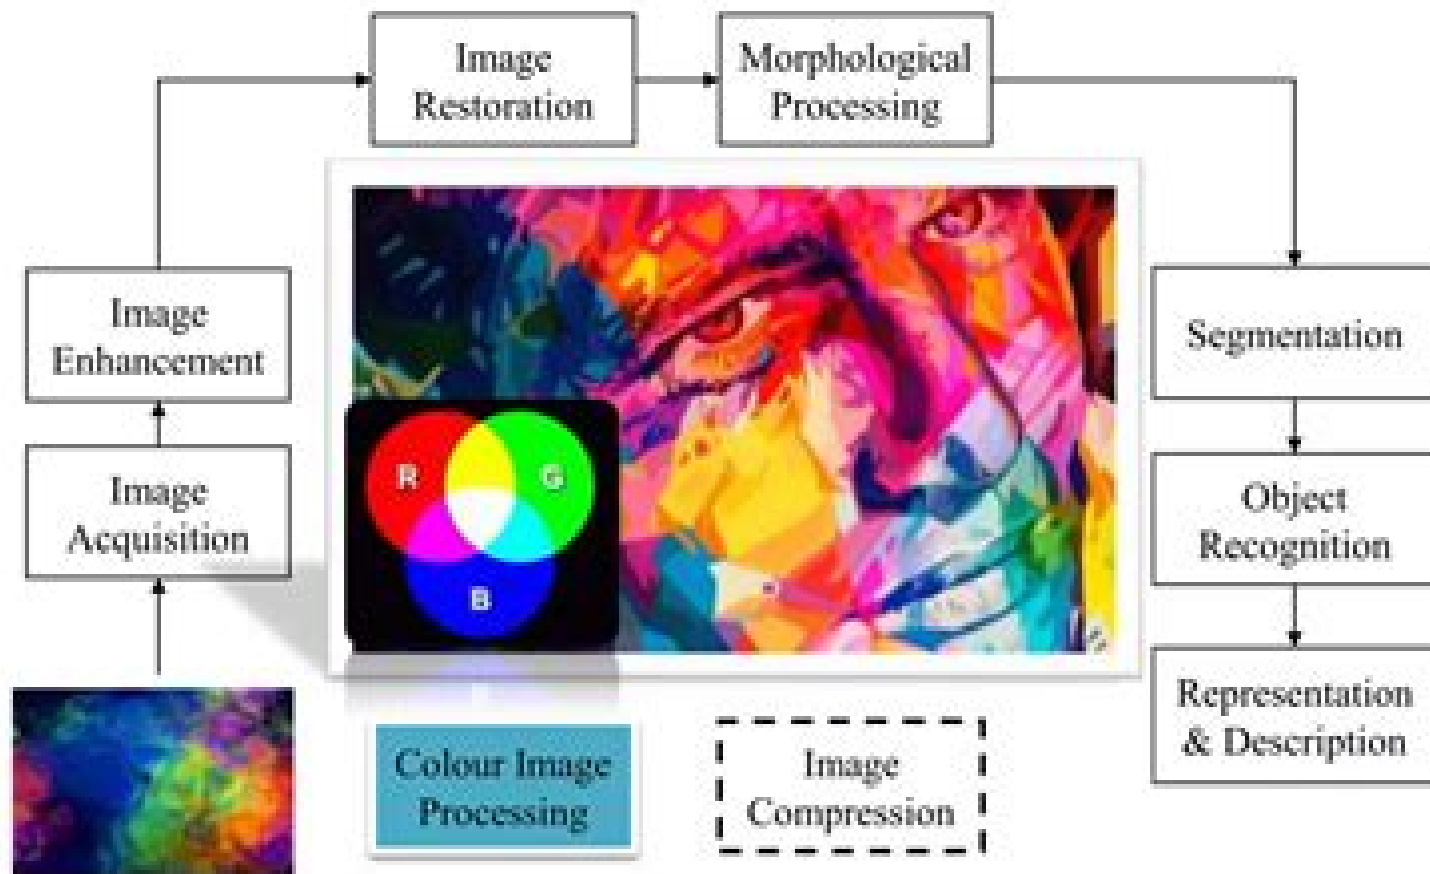 Image
Restoration
Morphological
Processing
Image
Enhancement
Segmentation
Image
Acquisition
R
G
B
Object
Recognition
Representation
& Description
Colour Image
Processing
Image
Compression